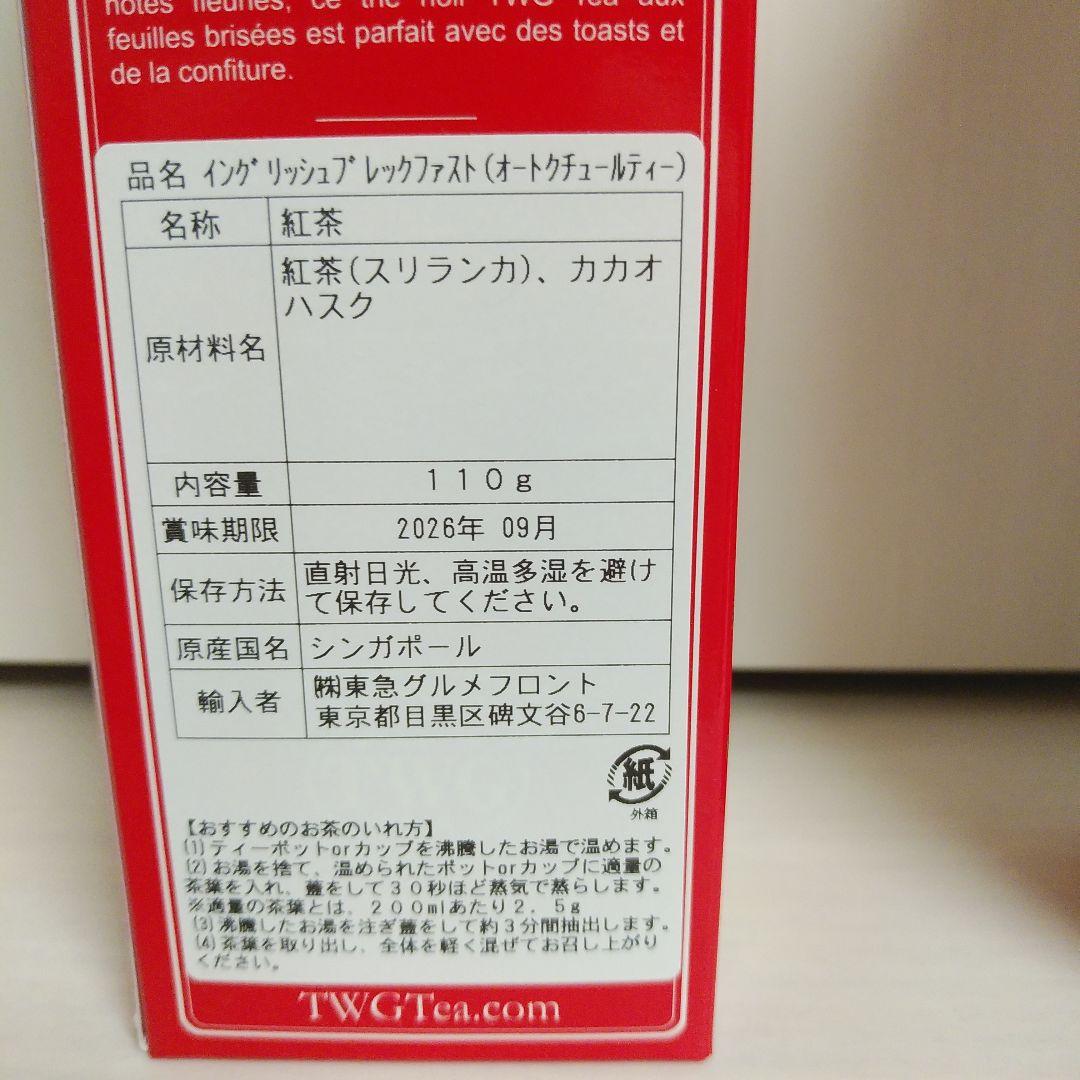 notes fleuries, ce thé noir TWG Tea aux
feuilles brisées est parfait avec des toasts et
de la confiture.
品名 イングリッシュブレックファスト(オートクチュールティー)
名称 紅茶
原材料名 紅茶(スリランカ)、カカオ
ハスク
内容量 110g
賞味期限 2026年 09月
保存方法 直射日光、高温多湿を避け
て保存してください。
原産国名 シンガポール
輸入者 ㈱東急グルメフロント
東京都目黒区碑文谷6-7-22
紙
外箱
【おすすめのお茶のいれ方】
(1)ティーポットorカップを沸騰したお湯で温めます。
(2)お湯を捨て、温められたポットorカップに適量の
茶葉を入れ、蓋をして30秒ほど蒸気で蒸らします。
※適量の茶葉とは、200mlあたり2.5g
(3)沸騰したお湯を注ぎ蓋をして約3分間抽出します。
(4)茶葉を取り出し、全体を軽く混ぜてお召し上がり
ください。
TWGTea.com